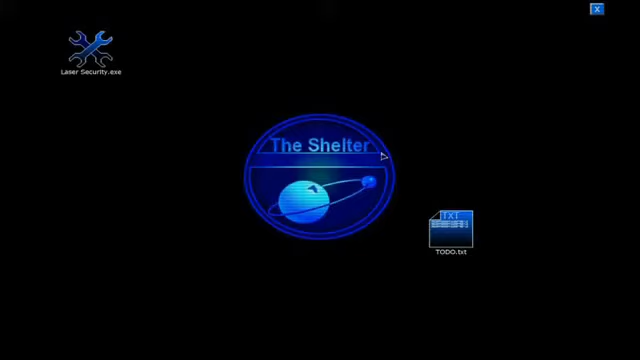 x
Laser Security.exe
The Shelter
TXT
TODO.txt